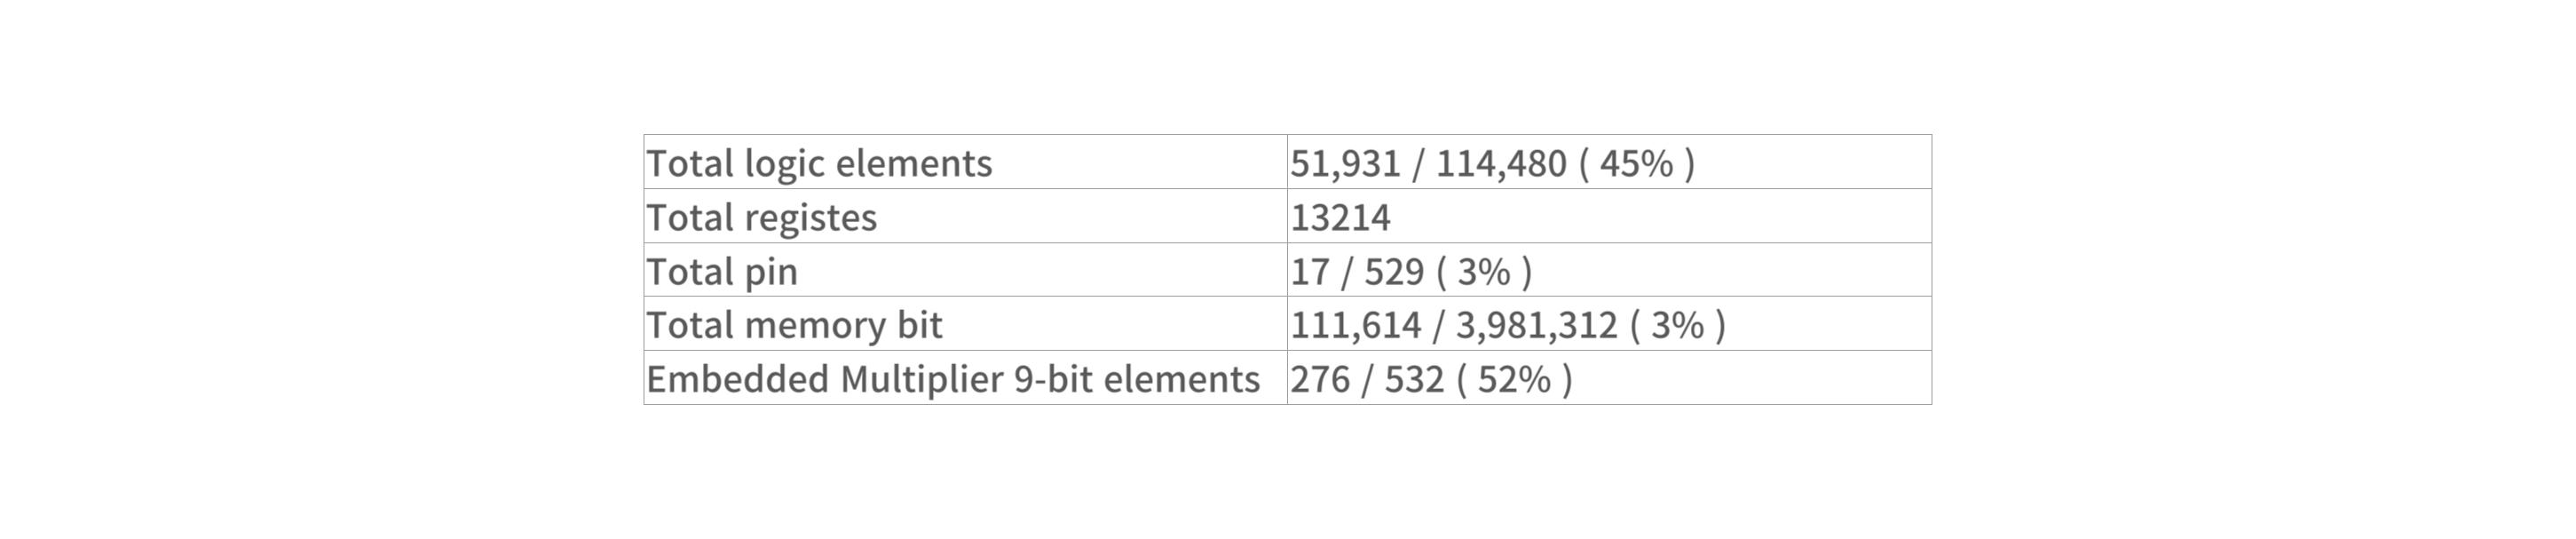 Total logic elements 51,931 / 114,480 ( 45% )
Total registes 13214
Total pin 17 / 529 ( 3% )
Total memory bit 111,614 / 3,981,312 ( 3% )
Embedded Multiplier 9-bit elements 276 / 532 ( 52% )